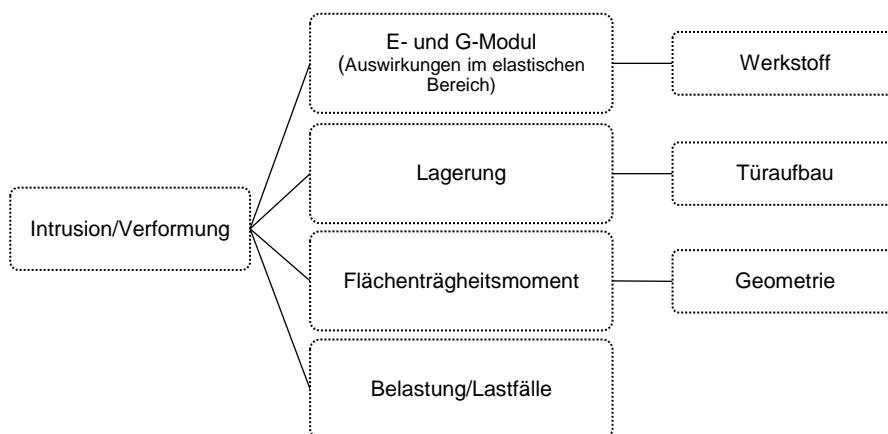 E- und G-Modul
(Auswirkungen im elastischen
Bereich)
Werkstoff
Lagerung
Türaufbau
Intrusion/Verformung
Flächenträgheitsmoment
Geometrie
Belastung/Lastfälle